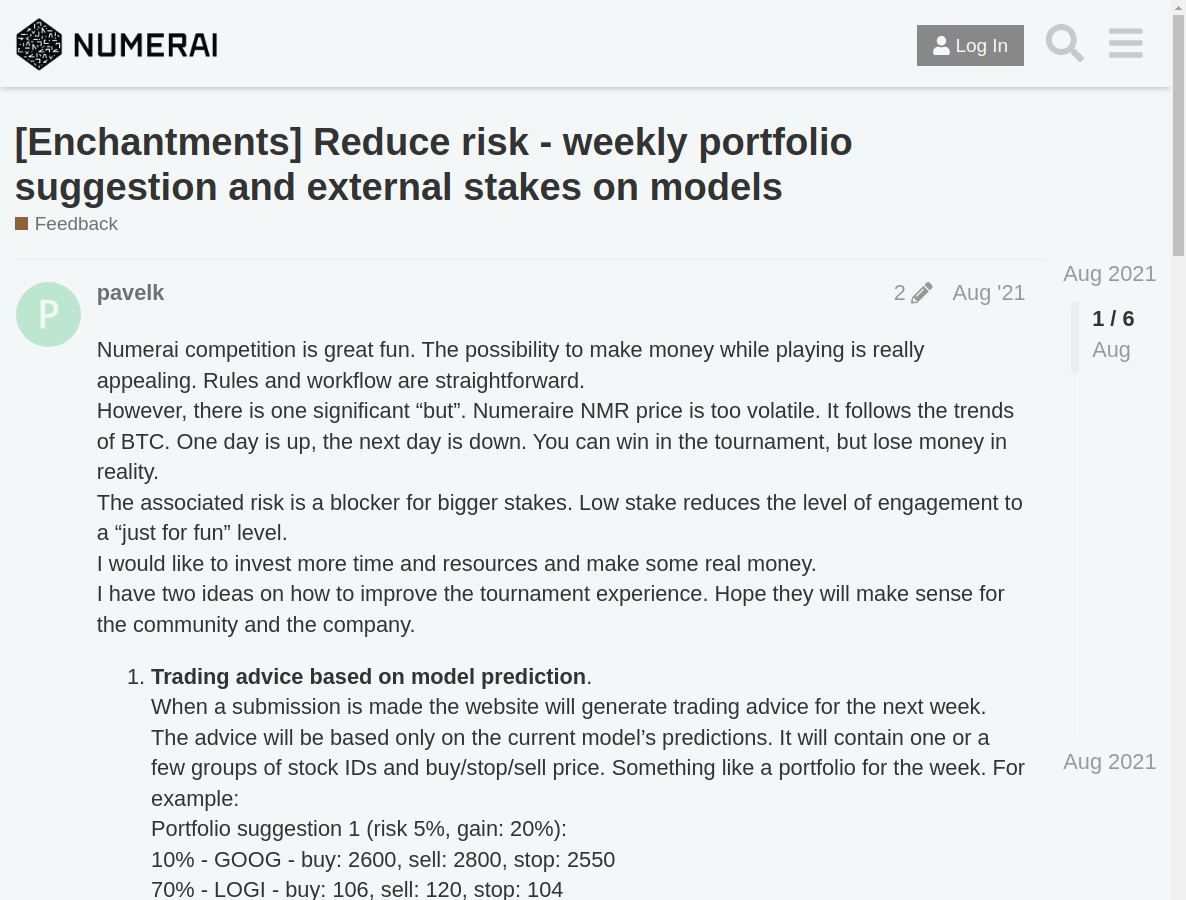 NUMERAI
Log In
[Enchantments] Reduce risk - weekly portfolio
suggestion and external stakes on models
Feedback
Aug 2021
P
pavelk
2
Aug '21
1 / 6
Aug
Numerai competition is great fun. The possibility to make money while playing is really
appealing. Rules and workflow are straightforward.
However, there is one significant “but”. Numeraire NMR price is too volatile. It follows the trends
of BTC. One day is up, the next day is down. You can win in the tournament, but lose money in
reality.
The associated risk is a blocker for bigger stakes. Low stake reduces the level of engagement to
a “just for fun” level.
I would like to invest more time and resources and make some real money.
I have two ideas on how to improve the tournament experience. Hope they will make sense for
the community and the company.
1. Trading advice based on model prediction.
When a submission is made the website will generate trading advice for the next week.
The advice will be based only on the current model’s predictions. It will contain one or a
few groups of stock IDs and buy/stop/sell price. Something like a portfolio for the week. For
example:
Portfolio suggestion 1 (risk 5%, gain: 20%):
10% - GOOG - buy: 2600, sell: 2800, stop: 2550
70% - LOGI - buy: 106, sell: 120, stop: 104
Aug 2021